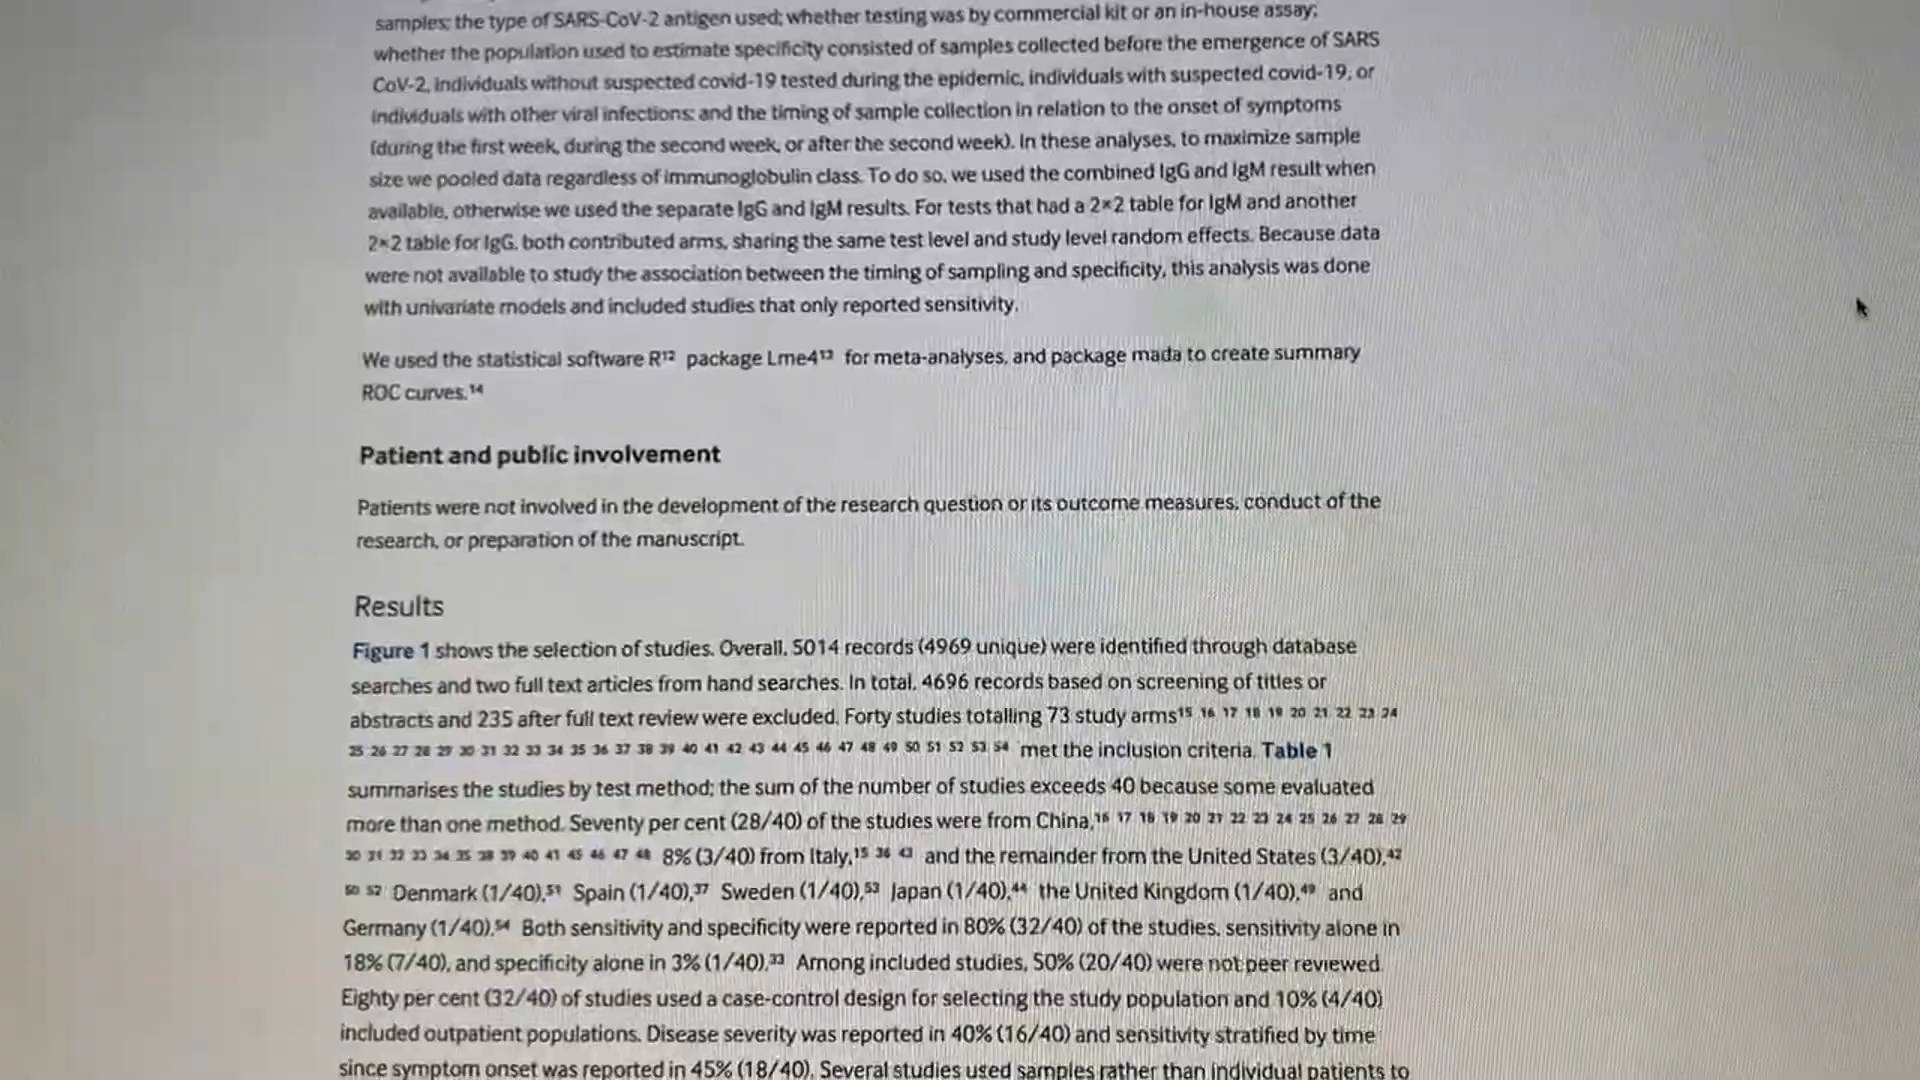 samples; the type of SARS-CoV-2 antigen used; whether testing was by commercial kit or an in-house assay;
whether the population used to estimate specificity consisted of samples collected before the emergence of SARS
CoV-2, individuals without suspected covid-19 tested during the epidemic, individuals with suspected covid-19, or
individuals with other viral infections; and the timing of sample collection in relation to the onset of symptoms
(during the first week, during the second week, or after the second week). In these analyses, to maximize sample
size we pooled data regardless of immunoglobulin class. To do so, we used the combined IgG and IgM result when
available, otherwise we used the separate IgG and IgM results. For tests that had a 2×2 table for IgM and another
2×2 table for IgG, both contributed arms, sharing the same test level and study level random effects. Because data
were not available to study the association between the timing of sampling and specificity, this analysis was done
with univariate models and included studies that only reported sensitivity.
We used the statistical software R12 package Lme413 for meta-analyses, and package mada to create summary
ROC curves.14
Patient and public involvement
Patients were not involved in the development of the research question or its outcome measures, conduct of the
research, or preparation of the manuscript.
Results
Figure 1 shows the selection of studies. Overall, 5014 records (4969 unique) were identified through database
searches and two full text articles from hand searches. In total, 4696 records based on screening of titles or
abstracts and 235 after full text review were excluded. Forty studies totalling 73 study arms15 16 17 18 19 20 21 22 23 24
25 26 27 28 29 30 31 32 33 34 35 36 37 38 39 40 41 42 43 44 45 46 47 48 49 50 51 52 53 54 met the inclusion criteria. Table 1
summarises the studies by test method; the sum of the number of studies exceeds 40 because some evaluated
more than one method. Seventy per cent (28/40) of the studies were from China,16 17 18 19 20 21 22 23 24 25 26 27 28 29
30 31 32 33 34 35 38 39 40 41 45 46 47 48 8% (3/40) from Italy,15 36 43 and the remainder from the United States (3/40),42
50 52 Denmark (1/40),51 Spain (1/40),37 Sweden (1/40),53 Japan (1/40),44 the United Kingdom (1/40),49 and
Germany (1/40).54 Both sensitivity and specificity were reported in 80% (32/40) of the studies, sensitivity alone in
18% (7/40), and specificity alone in 3% (1/40).33 Among included studies, 50% (20/40) were not peer reviewed.
Eighty per cent (32/40) of studies used a case-control design for selecting the study population and 10% (4/40)
included outpatient populations. Disease severity was reported in 40% (16/40) and sensitivity stratified by time
since symptom onset was reported in 45% (18/40). Several studies used samples rather than individual patients to